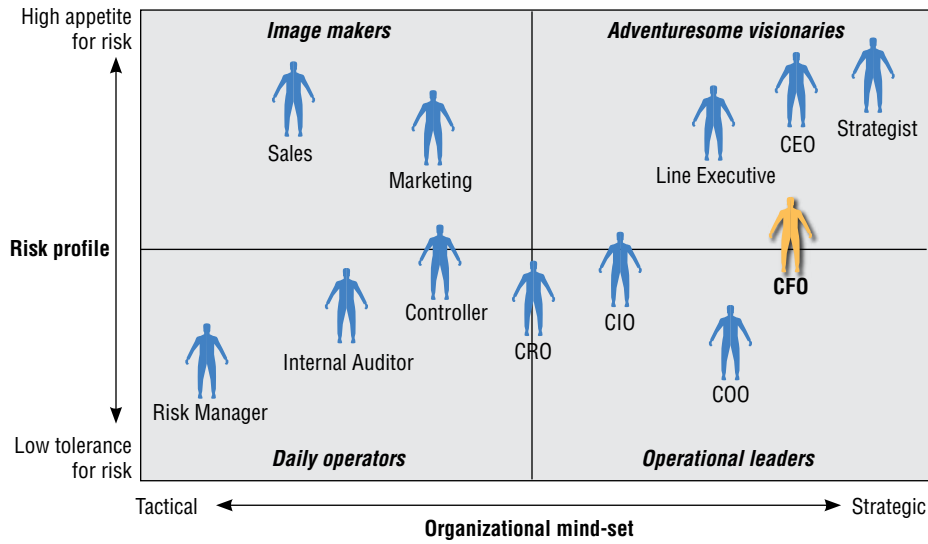 High appetite
for risk
Image makers
Adventuresome visionaries
Sales
Marketing
Line Executive
CEO
Strategist
Risk profile
CFO
Controller
Internal Auditor
CRO
CIO
COO
Risk Manager
Low tolerance
for risk
Daily operators
Operational leaders
Tactical
Strategic
Organizational mind-set